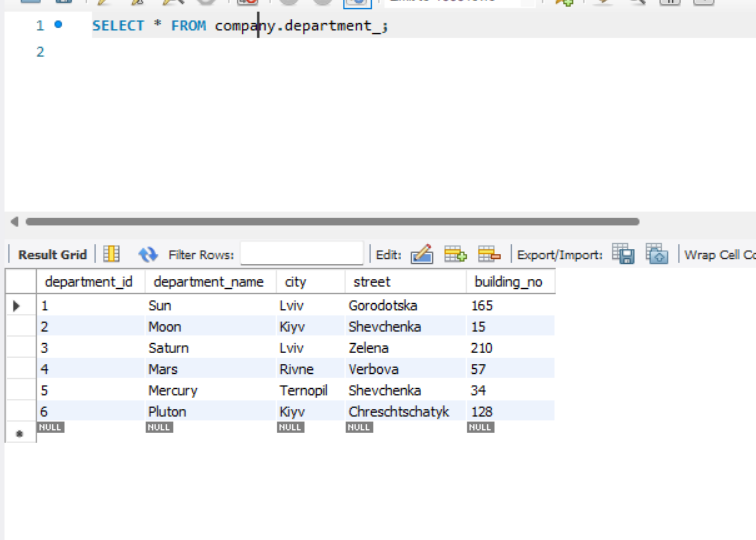 1 SELECT * FROM company.department_;
2
Result Grid Filter Rows: Edit: Export/Import: Wrap Cell Co
department_id department_name city street building_no
1 Sun Lviv Gorodotska 165
2 Moon Kiyv Shevchenka 15
3 Saturn Lviv Zelena 210
4 Mars Rivne Verbova 57
5 Mercury Ternopil Shevchenka 34
6 Pluton Kiyv Chreschtschatyk 128
NULL NULL NULL NULL NULL